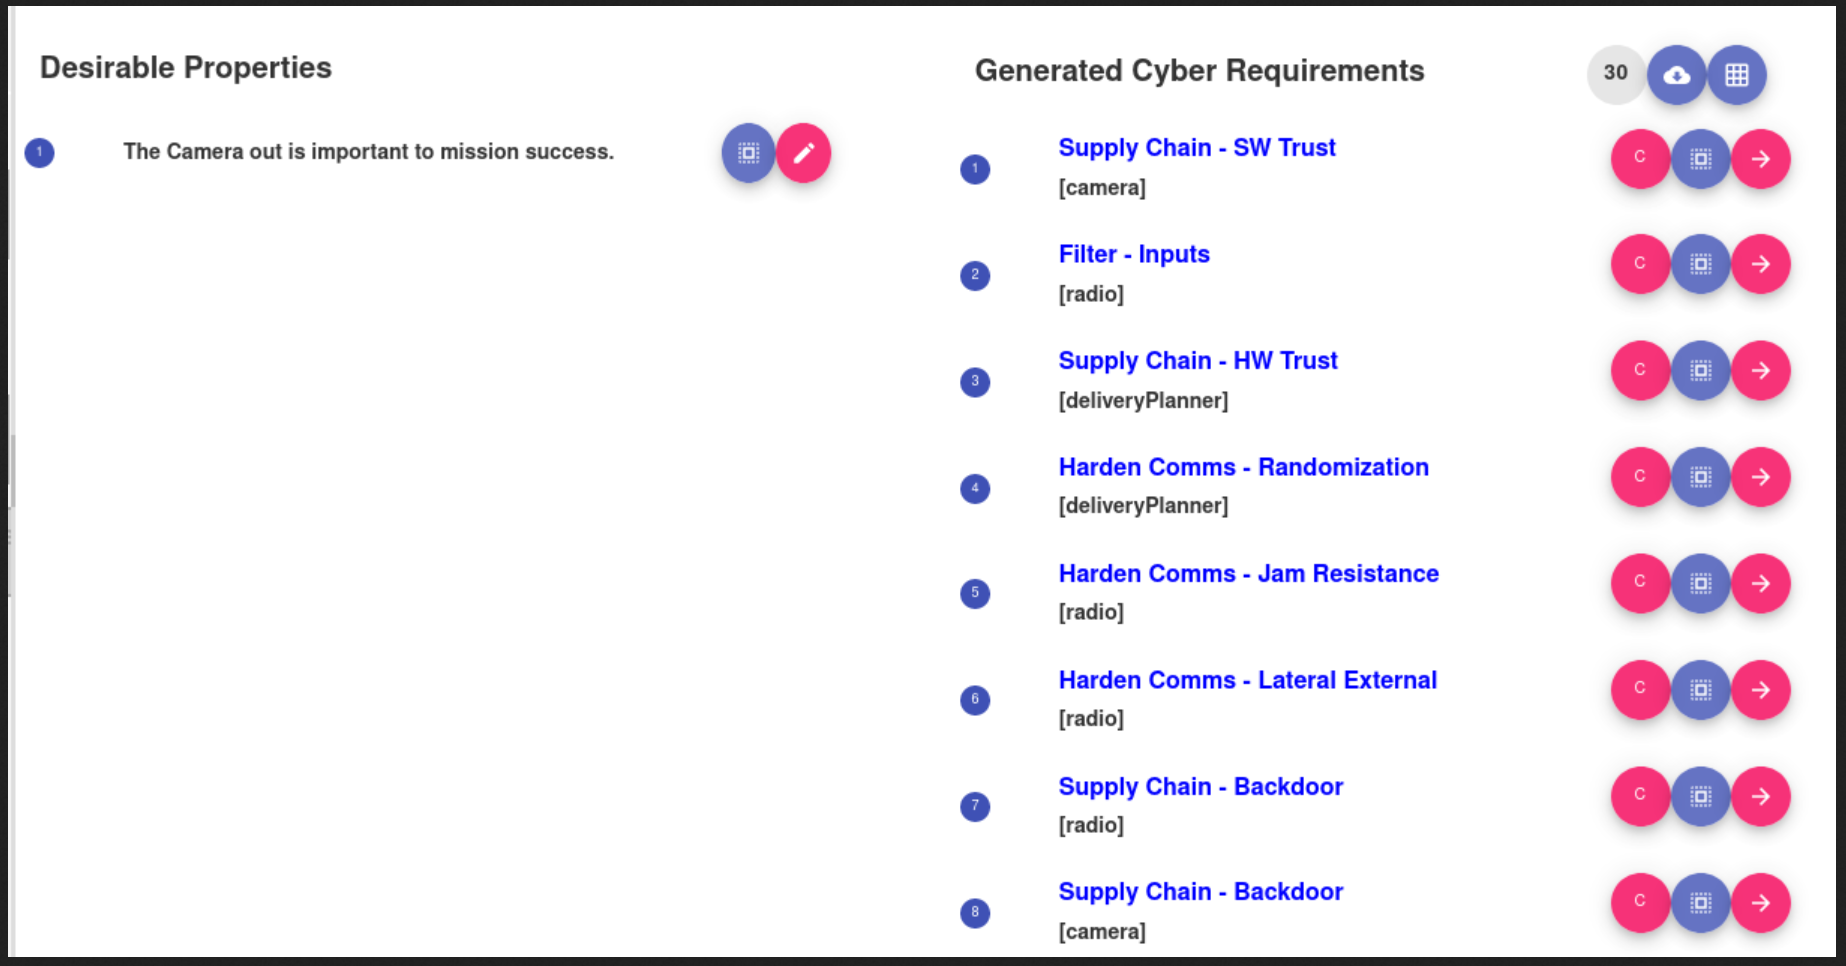 Desirable Properties
1 The Camera out is important to mission success.
Generated Cyber Requirements 30
1 Supply Chain - SW Trust C
[camera]
2 Filter - Inputs C
[radio]
3 Supply Chain - HW Trust C
[deliveryPlanner]
4 Harden Comms - Randomization C
[deliveryPlanner]
5 Harden Comms - Jam Resistance C
[radio]
6 Harden Comms - Lateral External C
[radio]
7 Supply Chain - Backdoor C
[radio]
8 Supply Chain - Backdoor C
[camera]